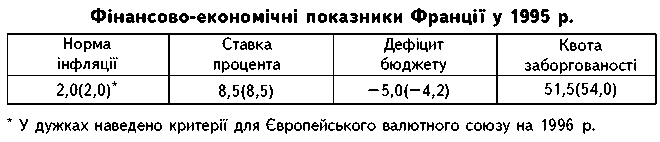 Фінансово-економічні показники Франції у 1995 р.
Норма інфляції Ставка процента Дефіцит бюджету Квота заборгованості
2,0(2,0)* 8,5(8,5) −5,0(−4,2) 51,5(54,0)
* У дужках наведено критерії для Європейського валютного союзу на 1996 р.